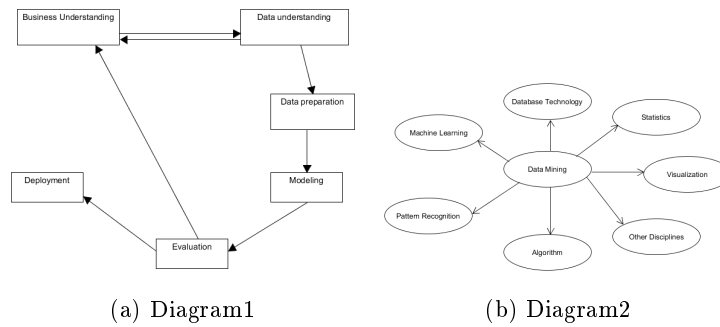 Business Understanding
Data understanding
Data preparation
Deployment
Modeling
Evaluation
(a) Diagram1
Database Technology
Statistics
Machine Learning
Data Mining
Visualization
Pattern Recognition
Other Disciplines
Algorithm
(b) Diagram2